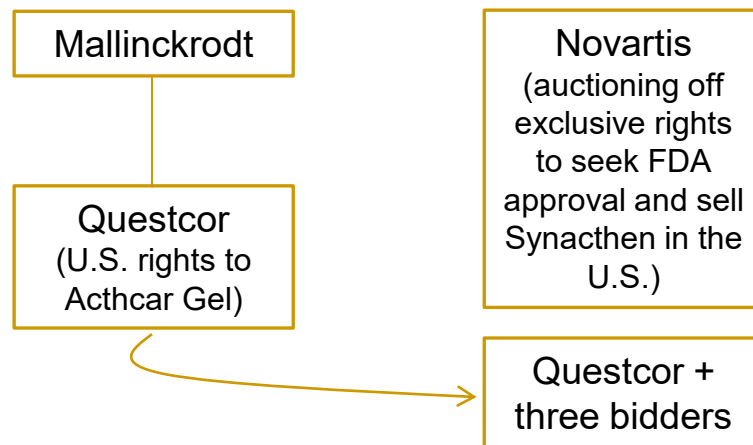 Mallinckrodt
Questcor
(U.S. rights to
Acthcar Gel)
Novartis
(auctioning off
exclusive rights
to seek FDA
approval and sell
Synacthen in the
U.S.)
Questcor +
three bidders